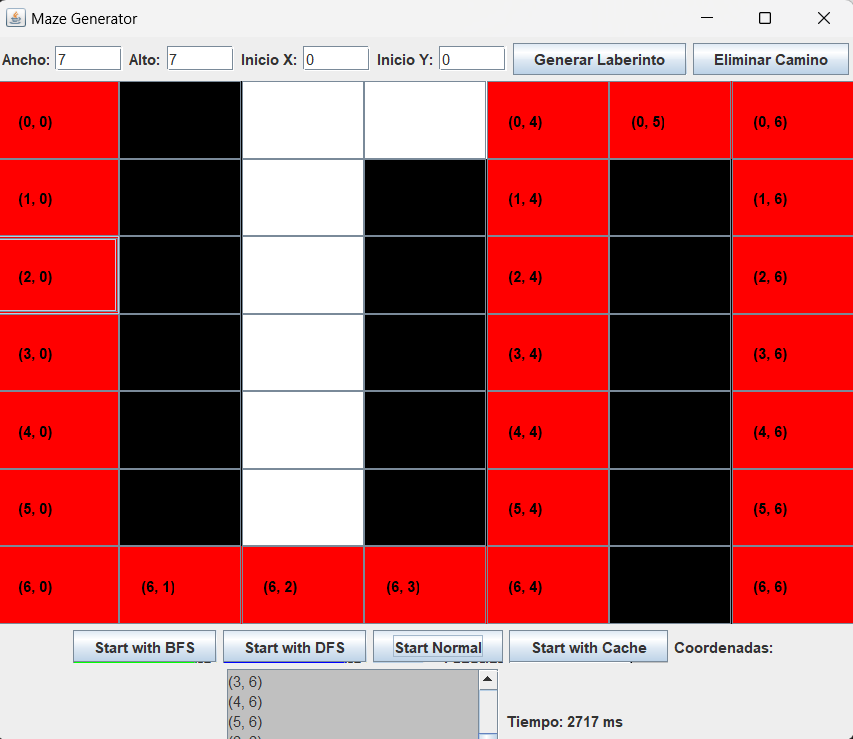 Maze Generator
Ancho: 7 Alto: 7 Inicio X: 0 Inicio Y: 0 Generar Laberinto Eliminar Camino
(0, 0) (0, 4) (0, 5) (0, 6)
(1, 0) (1, 4) (1, 6)
(2, 0) (2, 4) (2, 6)
(3, 0) (3, 4) (3, 6)
(4, 0) (4, 4) (4, 6)
(5, 0) (5, 4) (5, 6)
(6, 0) (6, 1) (6, 2) (6, 3) (6, 4) (6, 6)
Start with BFS Start with DFS Start Normal Start with Cache Coordenadas:
(3, 6)
(4, 6)
(5, 6)
Tiempo: 2717 ms